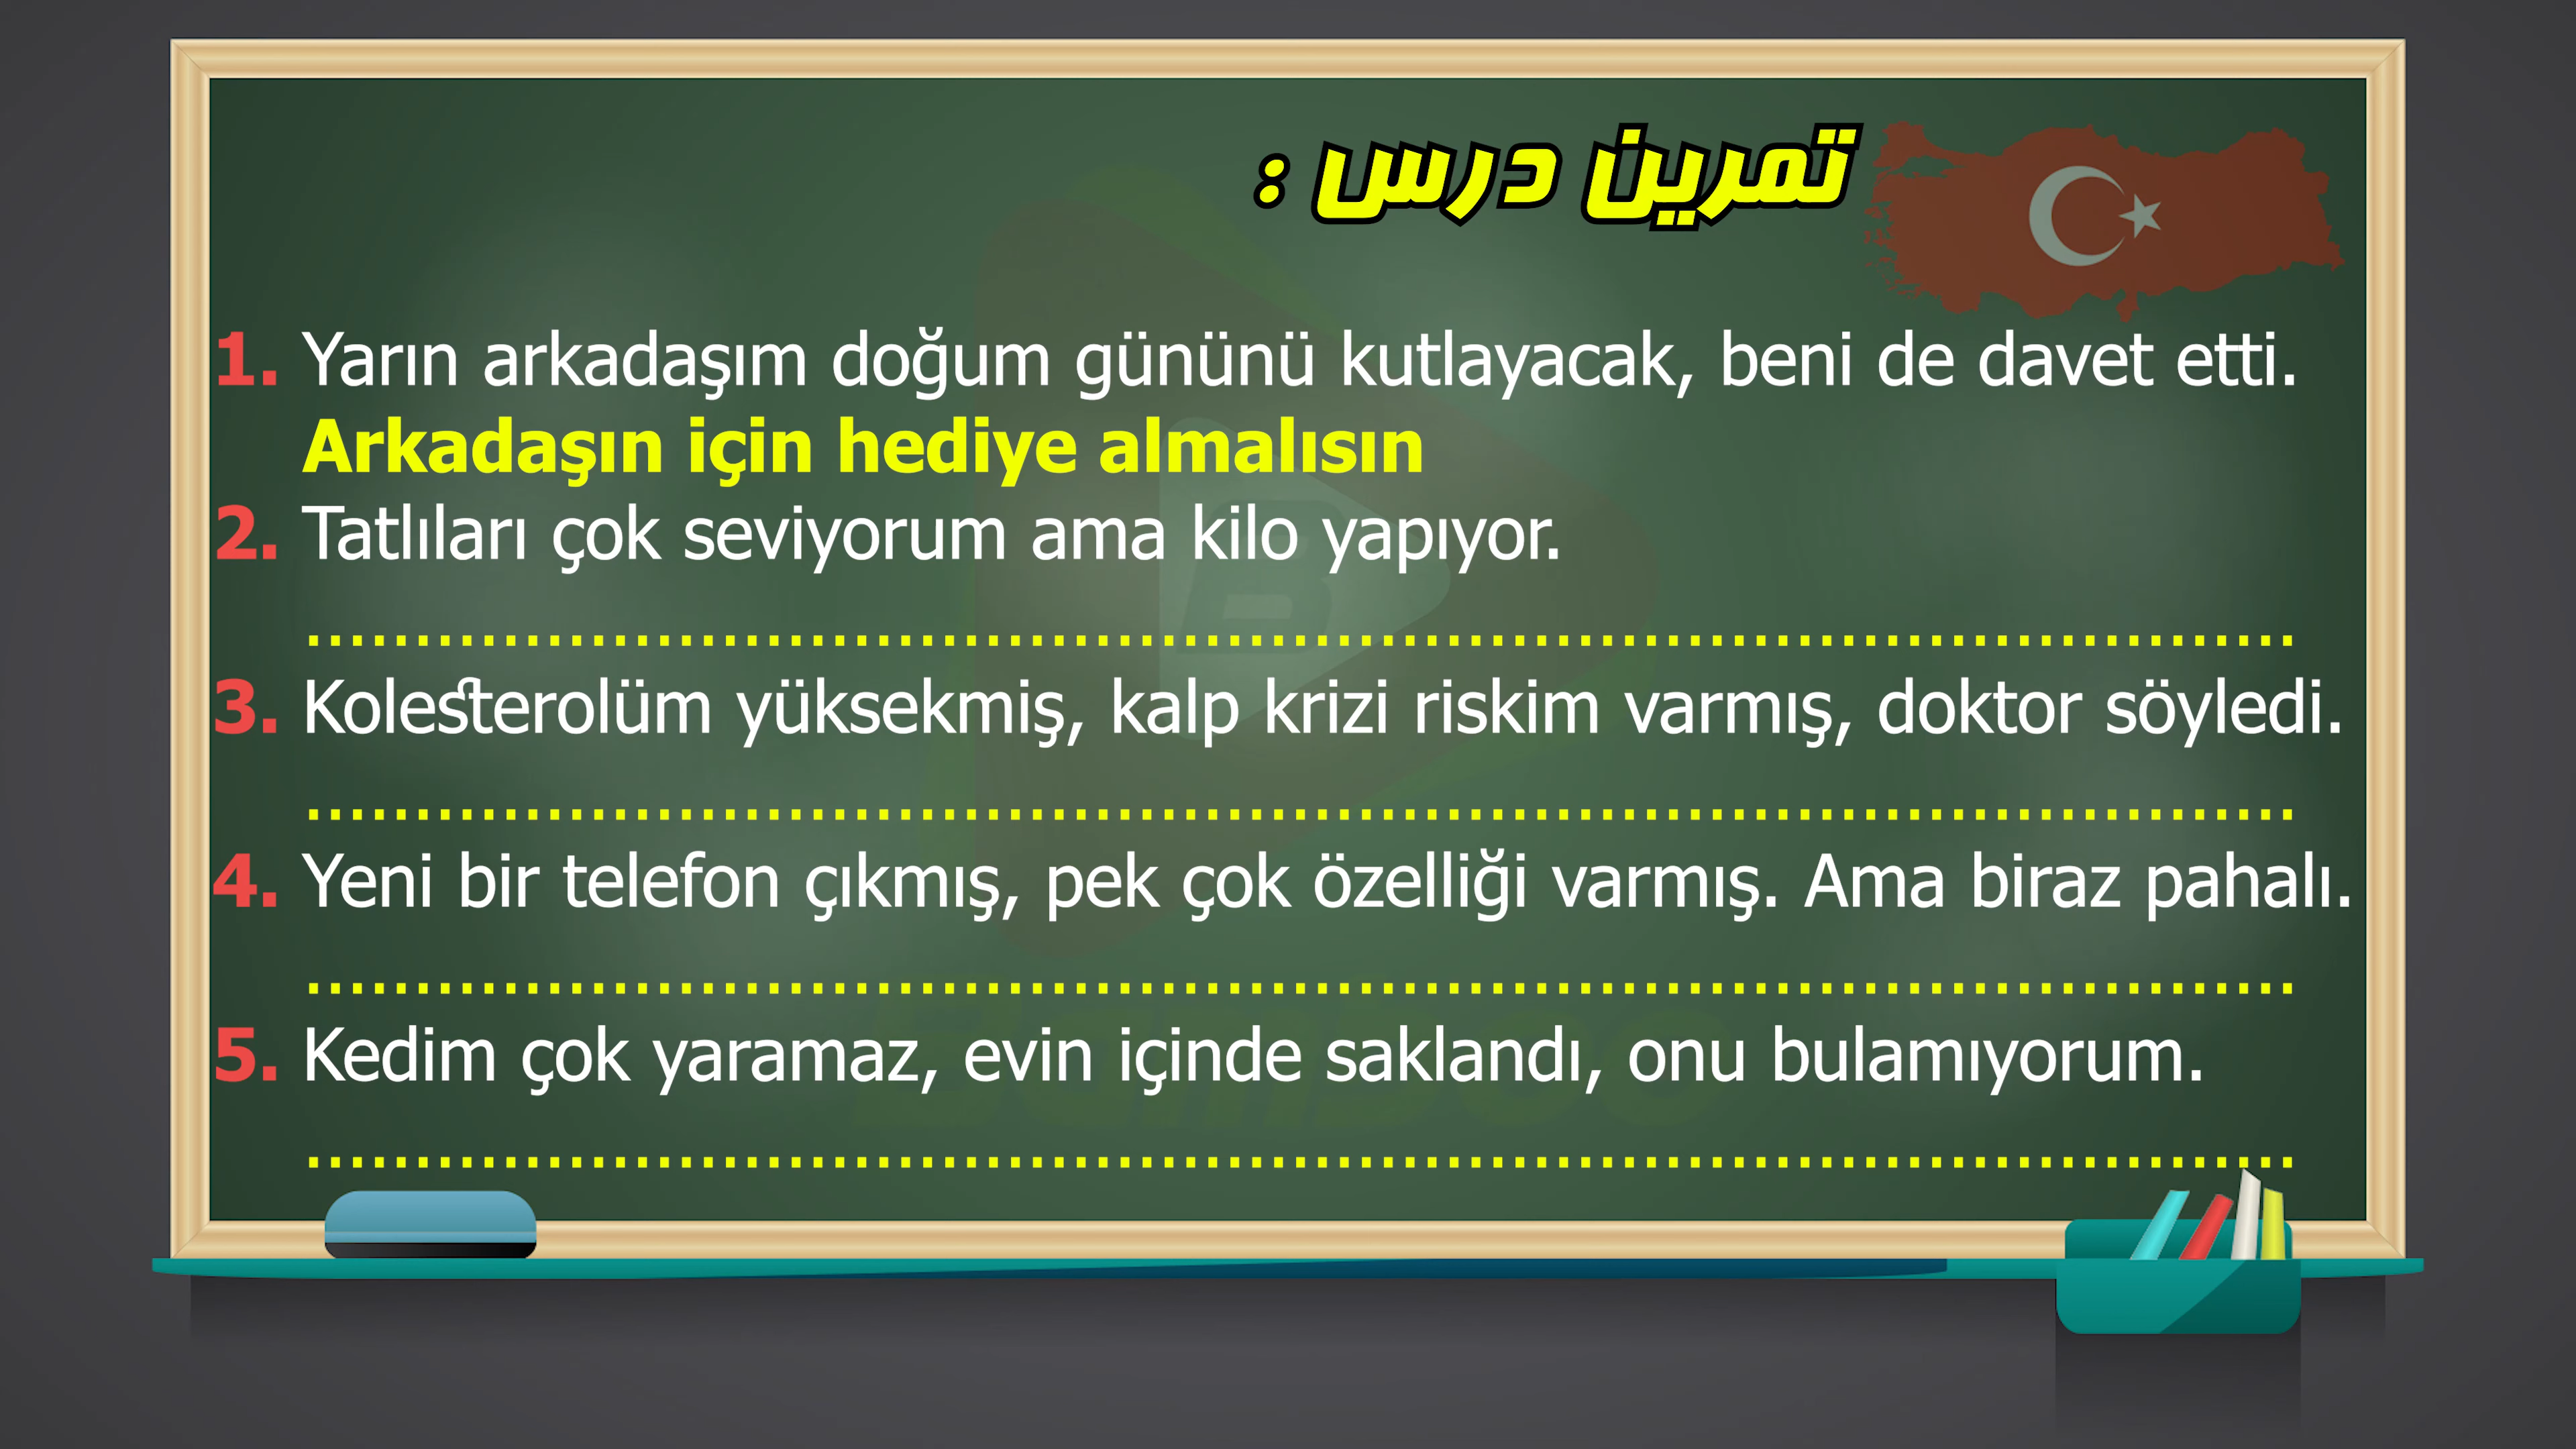 تمرین درس :
1. Yarın arkadaşım doğum gününü kutlayacak, beni de davet etti.
Arkadaşın için hediye almalısın
2. Tatlıları çok seviyorum ama kilo yapıyor.
................................................................................
3. Kolesterolüm yüksekmiş, kalp krizi riskim varmış, doktor söyledi.
................................................................................
4. Yeni bir telefon çıkmış, pek çok özelliği varmış. Ama biraz pahalı.
................................................................................
5. Kedim çok yaramaz, evin içinde saklandı, onu bulamıyorum.
................................................................................
B
Bamboo